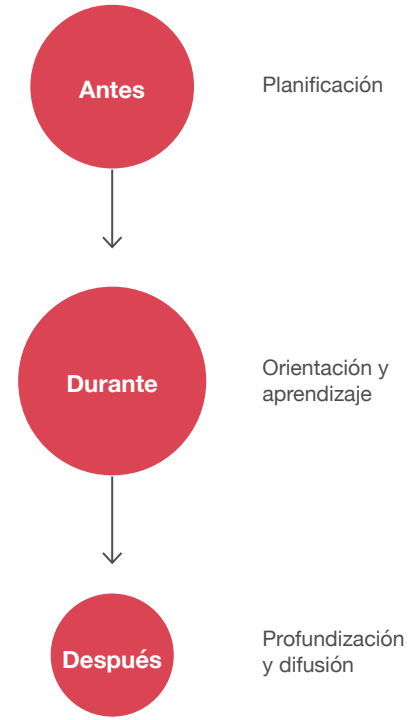 Antes
Planificación
Durante
Orientación y
aprendizaje
Después
Profundización
y difusión